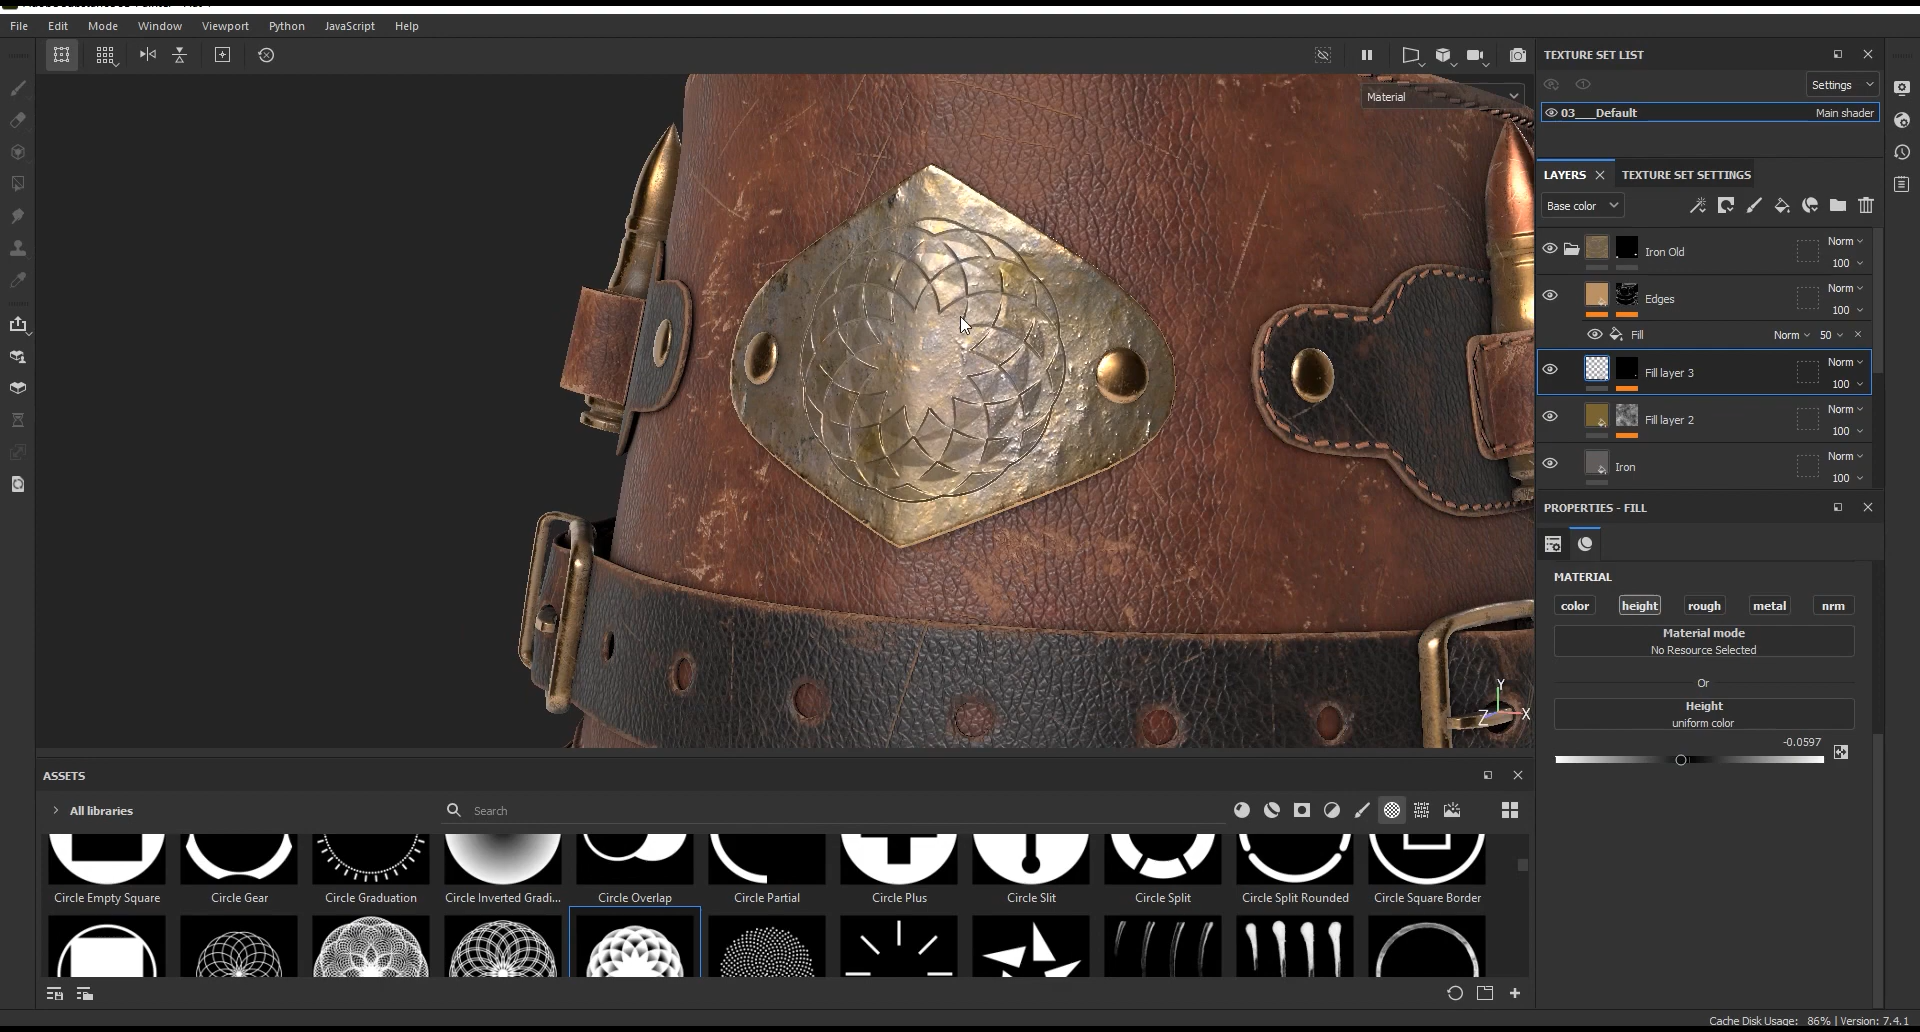 File Edit Mode Window Viewport Python JavaScript Help
TEXTURE SET LIST
Settings
Material
03___Default Main shader
LAYERS TEXTURE SET SETTINGS
Base color
Norm
Iron Old
100
Norm
Edges
100
Fill Norm 50
Norm
Fill layer 3
100
Norm
Fill layer 2
100
Norm
Iron
100
PROPERTIES - FILL
MATERIAL
color height rough metal nrm
Material mode
No Resource Selected
Or
Height
uniform color
-0.0597
Y
Z X
ASSETS
All libraries
Search
Circle Empty Square Circle Gear Circle Graduation Circle Inverted Gradi... Circle Overlap Circle Partial Circle Plus Circle Slit Circle Split Circle Split Rounded Circle Square Border
Cache Disk Usage: 86% | Version: 7.4.1